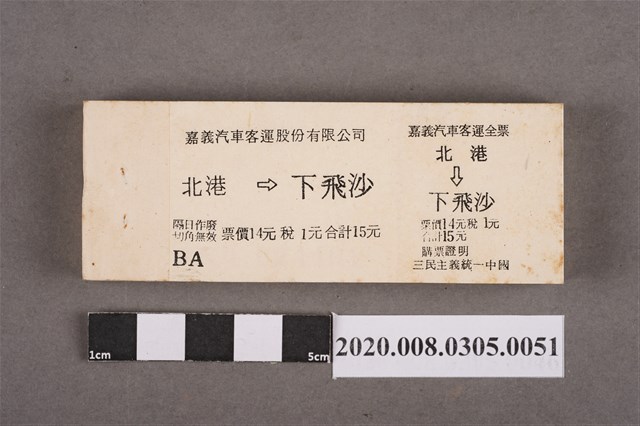 嘉義汽車客運股份有限公司
北港 ⇨ 下飛沙
隔日作廢
切角無效
票價14元 稅 1元 合計15元
BA
嘉義汽車客運全票
北港
⇩
下飛沙
票價14元 稅 1元
合計15元
購票證明
三民主義統一中國
1cm
5cm
2020.008.0305.0051